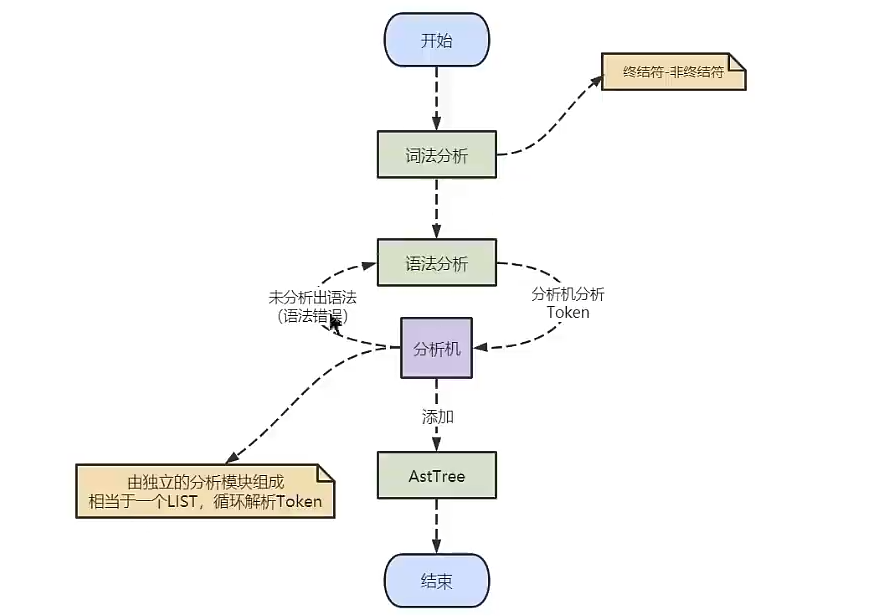 开始
终结符-非终结符
词法分析
语法分析
未分析出语法
（语法错误）
分析机分析
Token
分析机
添加
由独立的分析模块组成
相当于一个LIST，循环解析Token
AstTree
结束